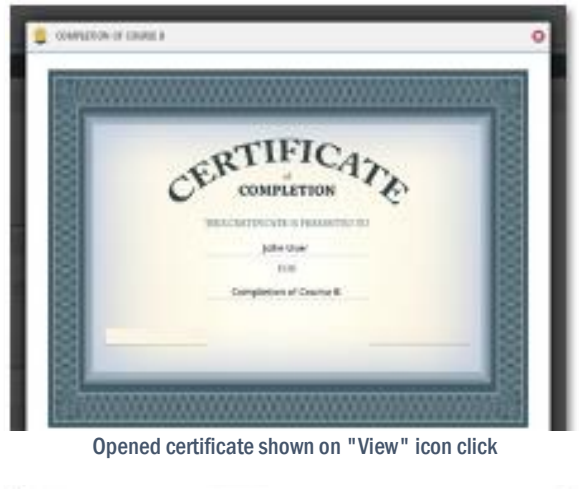 COMPLETION OF COURSE B
CERTIFICATE
of
COMPLETION
THIS CERTIFICATE IS PRESENTED TO
John User
FOR
Completion of Course B
Opened certificate shown on "View" icon click